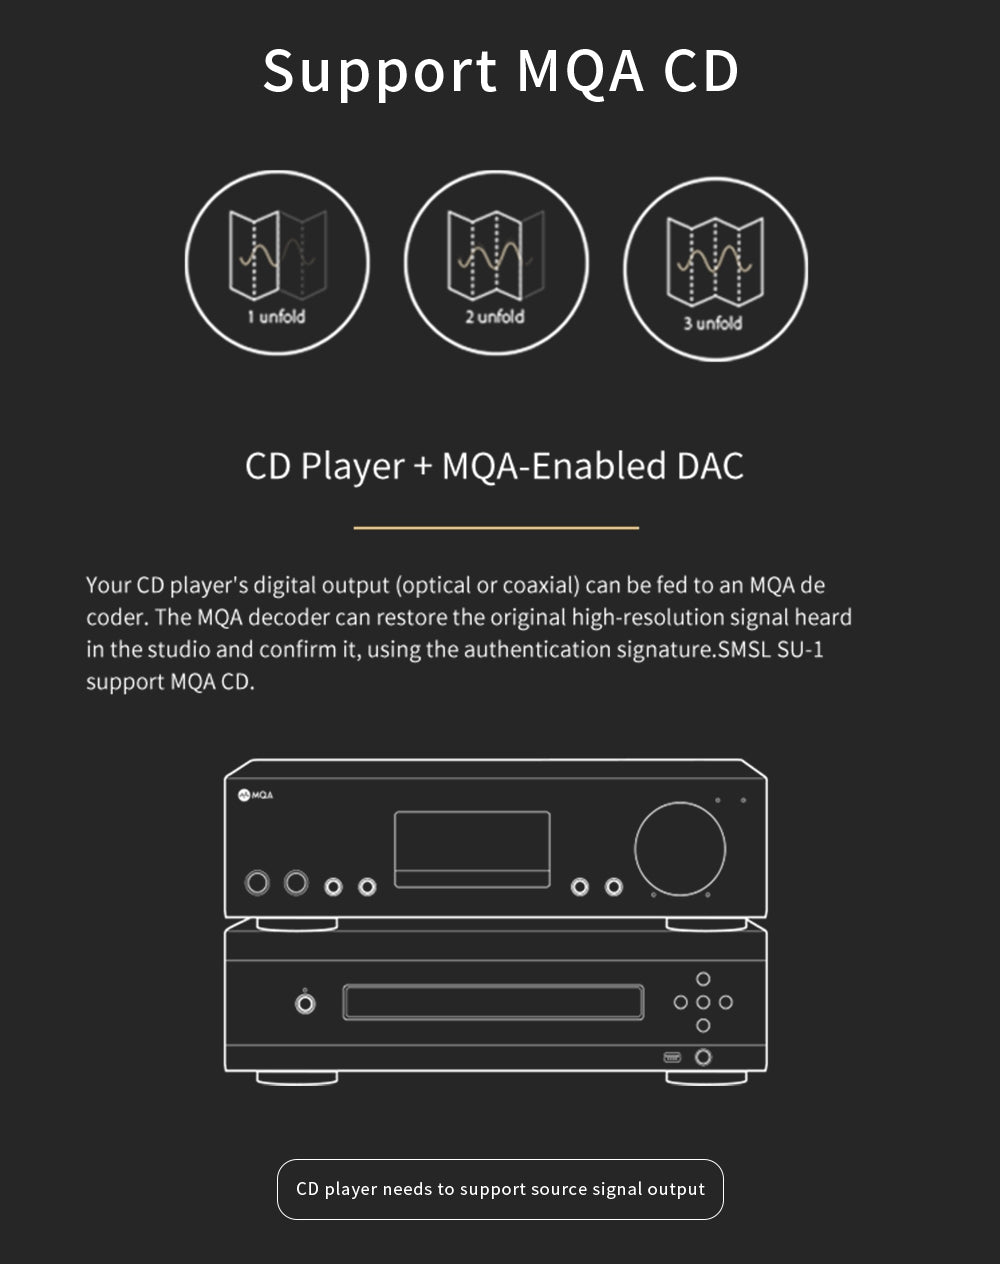 Support MQA CD
1 unfold
2 unfold
3 unfold
CD Player + MQA-Enabled DAC
Your CD player's digital output (optical or coaxial) can be fed to an MQA de
coder. The MQA decoder can restore the original high-resolution signal heard
in the studio and confirm it, using the authentication signature.SMSL SU-1
support MQA CD.
MQA
CD player needs to support source signal output